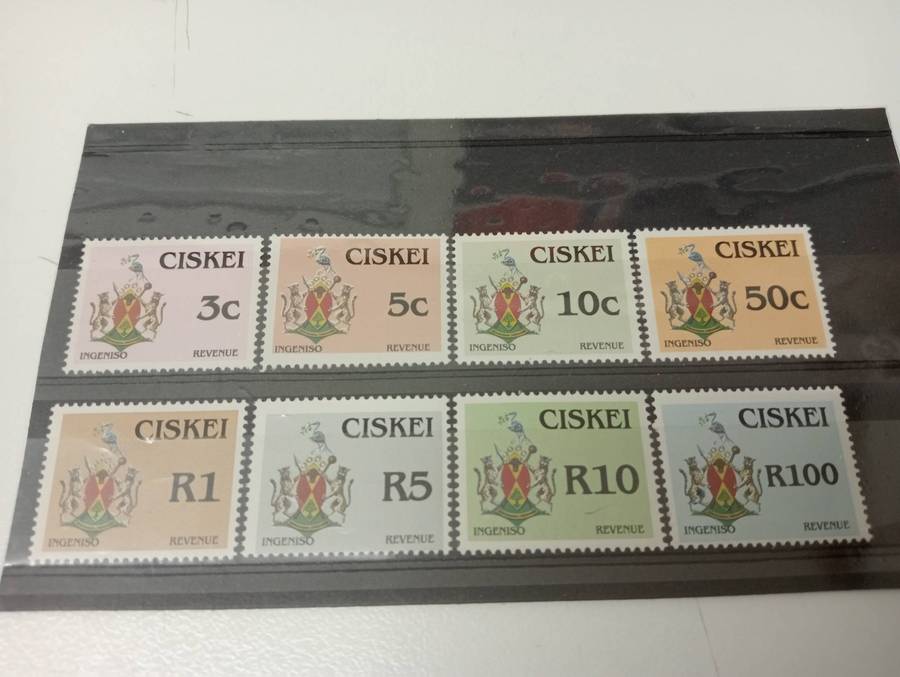 CISKEI
3c
INGENISO REVENUE
CISKEI
5c
INGENISO REVENUE
CISKEI
10c
INGENISO REVENUE
CISKEI
50c
INGENISO REVENUE
CISKEI
R1
INGENISO REVENUE
CISKEI
R5
INGENISO REVENUE
CISKEI
R10
INGENISO REVENUE
CISKEI
R100
INGENISO REVENUE